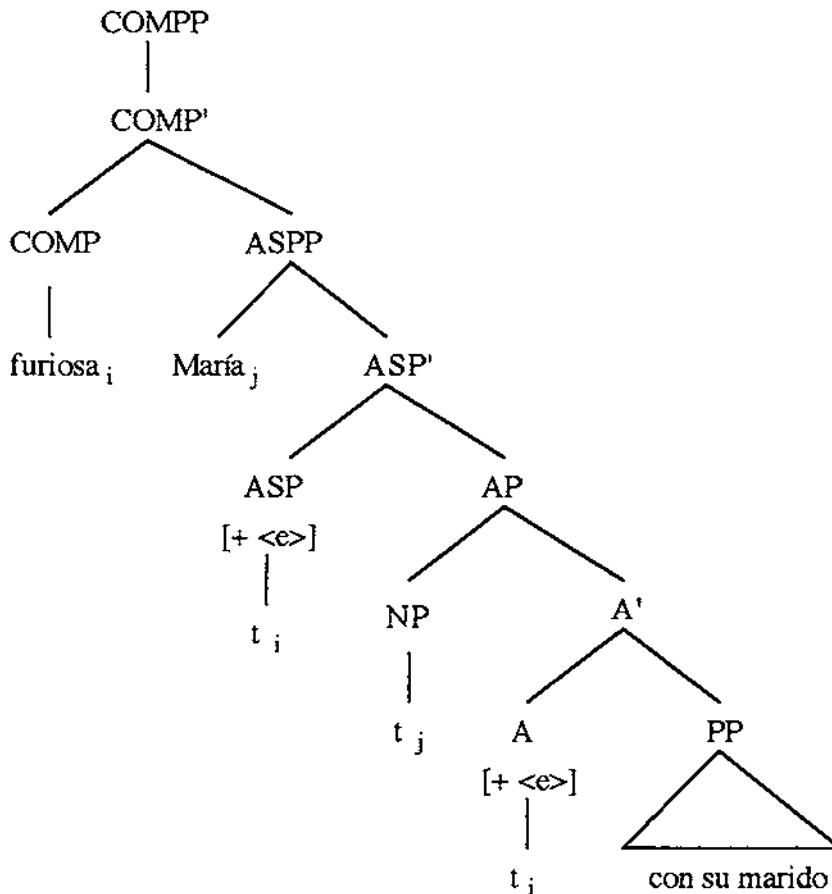 COMPP
COMP'
COMP ASPP
furiosa i María j ASP'
ASP AP
[+ <e>]
NP A'
t i
t j A PP
[+ <e>]
t i con su marido